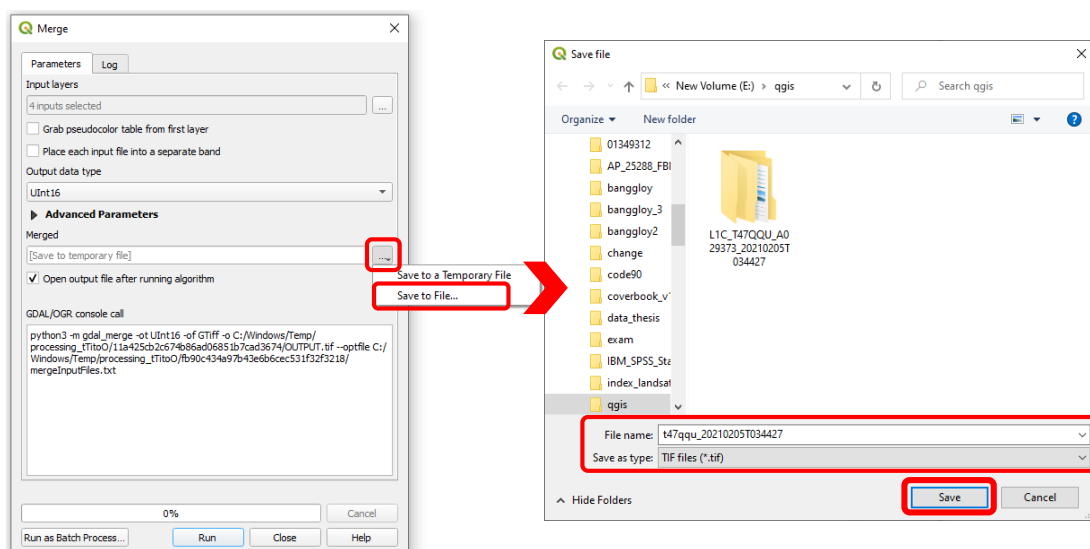 Merge
Parameters
Log
Input layers
4 inputs selected
...
Grab pseudocolor table from first layer
Place each input file into a separate band
Output data type
UInt16
Advanced Parameters
Merged
[Save to temporary file]
...
Save to a Temporary File
Save to File...
Open output file after running algorithm
GDAL/OGR console call
python3 -m gdal_merge -ot UInt16 -of GTiff -o C:/Windows/Temp/
processing_tTitoO/11a425cb2c674b86ad06851b7cad3674/OUTPUT.tif --optfile C:/
Windows/Temp/processing_tTitoO/fb90c434a97b43e6b6cec531f32f3218/
mergeInputFiles.txt
0%
Cancel
Run as Batch Process...
Run
Close
Help
Save file
« New Volume (E:) › qgis
Search qgis
Organize
New folder
01349312
AP_25288_FBI
banggloy
banggloy_3
banggloy2
change
code90
coverbook_v
data_thesis
exam
IBM_SPSS_Sta
index_landsat
qgis
L1C_T47QQU_A0
29373_20210205T
034427
File name: t47qqu_20210205T034427
Save as type: TIF files (*.tif)
Hide Folders
Save
Cancel